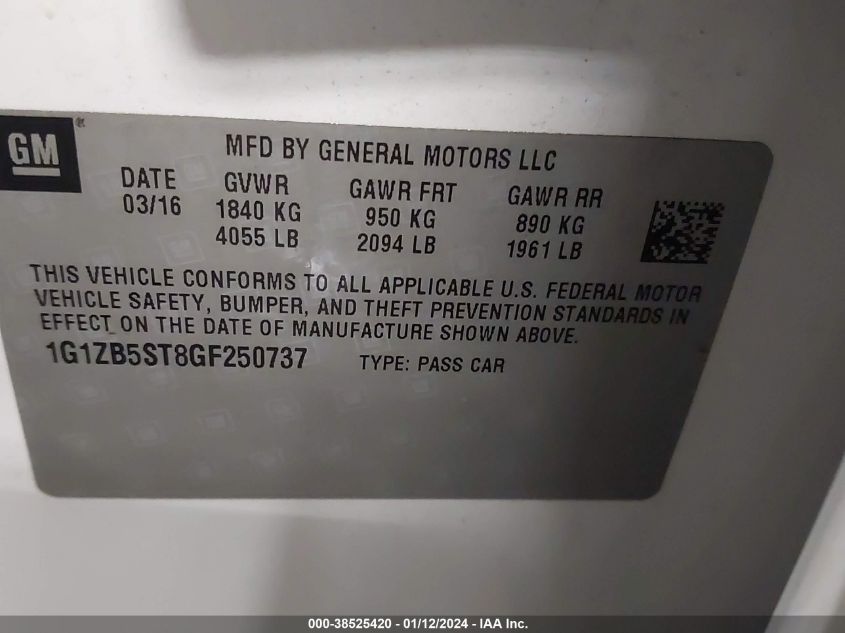 GM®
MFD BY GENERAL MOTORS LLC
DATE GVWR GAWR FRT GAWR RR
03/16 1840 KG 950 KG 890 KG
4055 LB 2094 LB 1961 LB
THIS VEHICLE CONFORMS TO ALL APPLICABLE U.S. FEDERAL MOTOR
VEHICLE SAFETY, BUMPER, AND THEFT PREVENTION STANDARDS IN
EFFECT ON THE DATE OF MANUFACTURE SHOWN ABOVE.
1G1ZB5ST8GF250737 TYPE: PASS CAR
000-38525420 - 01/12/2024 - IAA Inc.